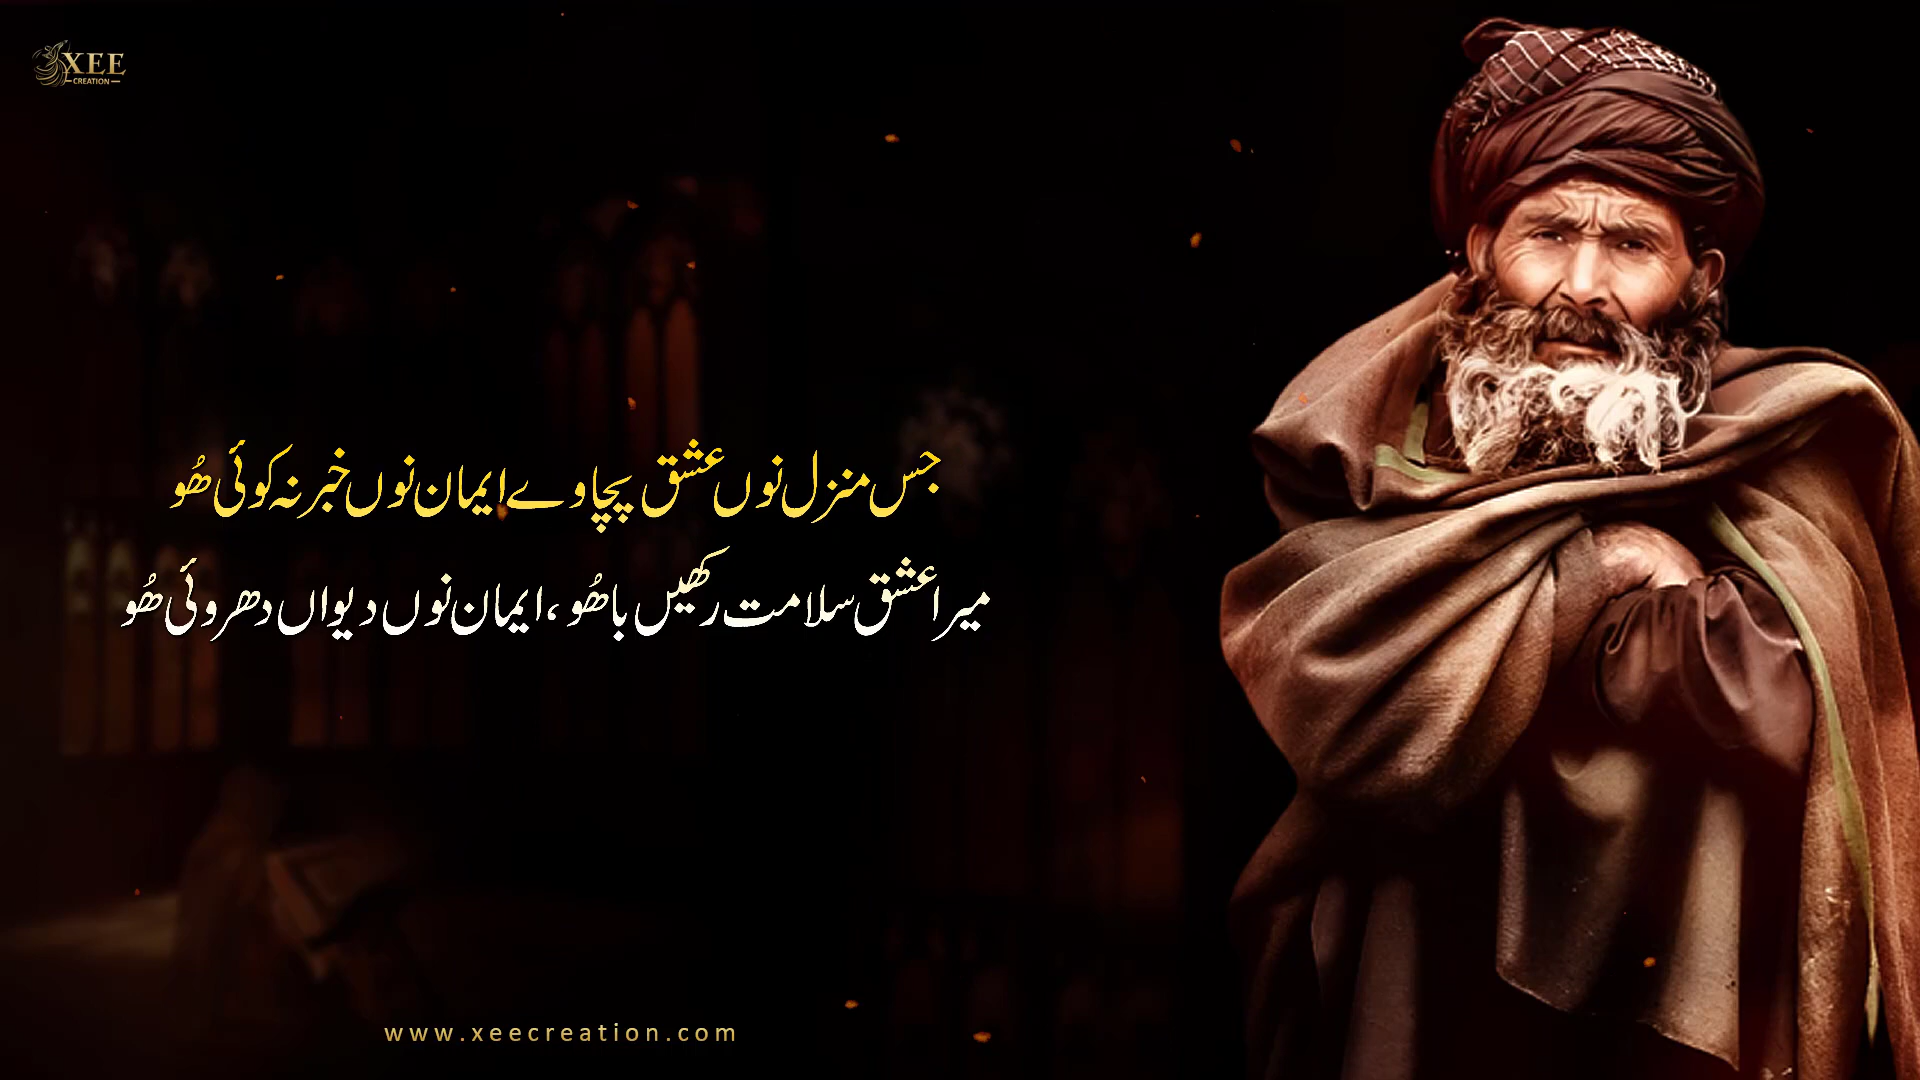 XEE
CREATION
جس منزل نوں عشق پچاوے ایمان نوں خبر نہ کوئی ھُو
میرا عشق سلامت رکھیں باھُو، ایمان نوں دیواں دھروئی ھُو
www.xeecreation.com